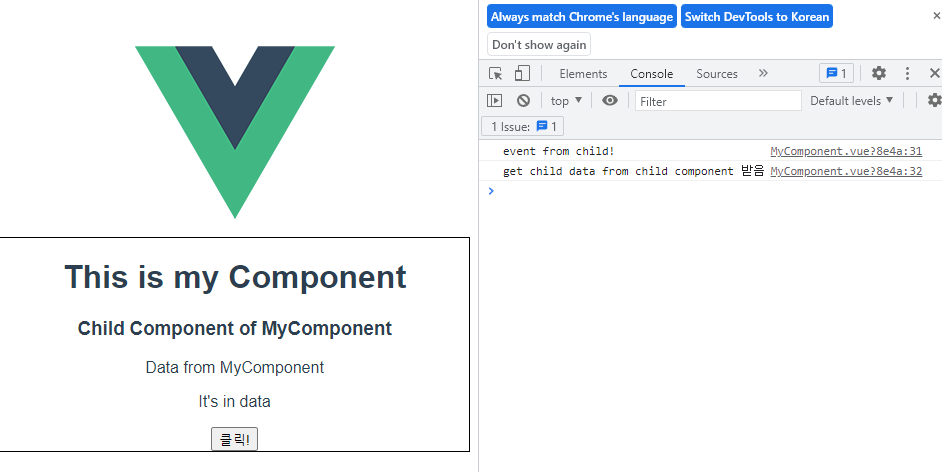 This is my Component
Child Component of MyComponent
Data from MyComponent
It's in data
클릭!
Always match Chrome's language Switch DevTools to Korean
Don't show again
Elements Console Sources 1
top Filter Default levels
1 Issue: 1
event from child! MyComponent.vue?8e4a:31
get child data from child component 받음 MyComponent.vue?8e4a:32